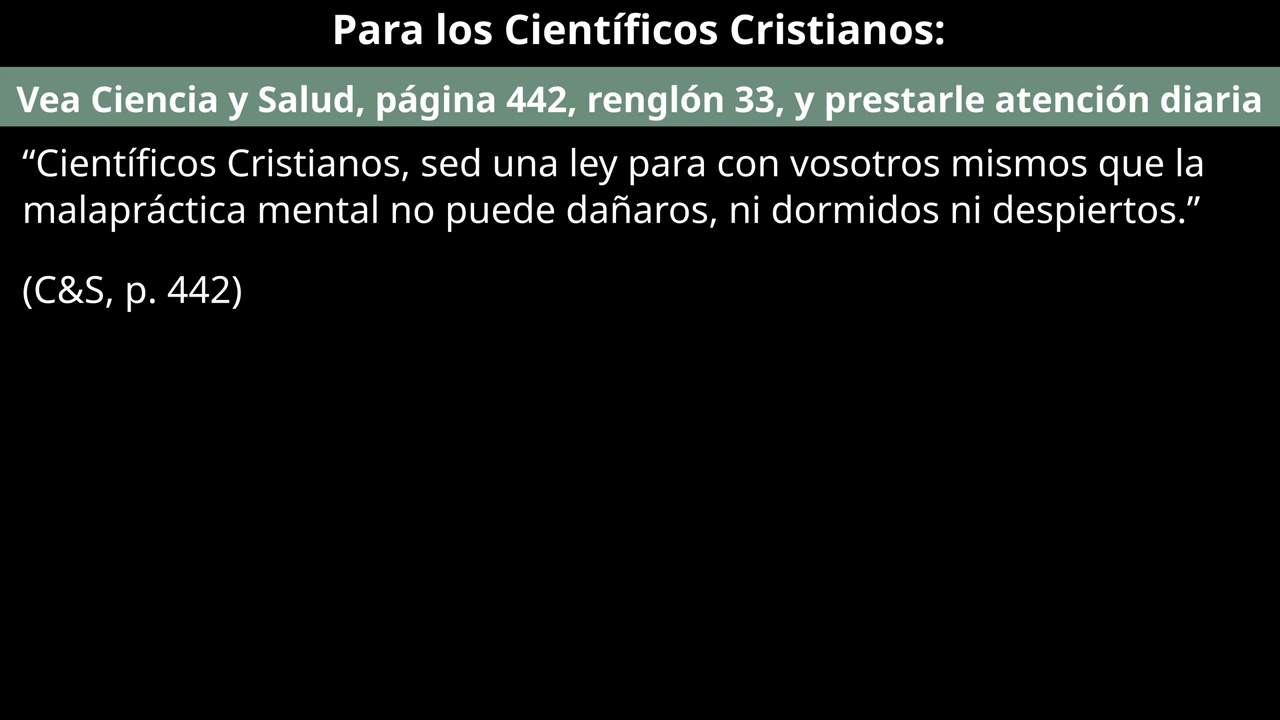 Para los Científicos Cristianos:
Vea Ciencia y Salud, página 442, renglón 33, y prestarle atención diaria
“Científicos Cristianos, sed una ley para con vosotros mismos que la
malapráctica mental no puede dañaros, ni dormidos ni despiertos.”
(C&S, p. 442)